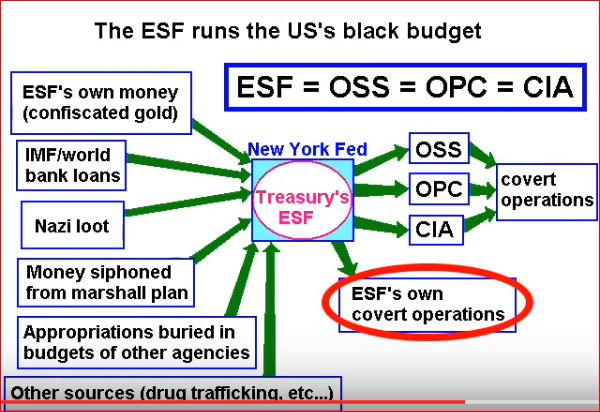 The ESF runs the US's black budget
ESF = OSS = OPC = CIA
ESF's own money
(confiscated gold)
IMF/world
bank loans
Nazi loot
Money siphoned
from marshall plan
Appropriations buried in
budgets of other agencies
Other sources (drug trafficking, etc...)
New York Fed
Treasury's
ESF
OSS
OPC
CIA
covert
operations
ESF's own
covert operations